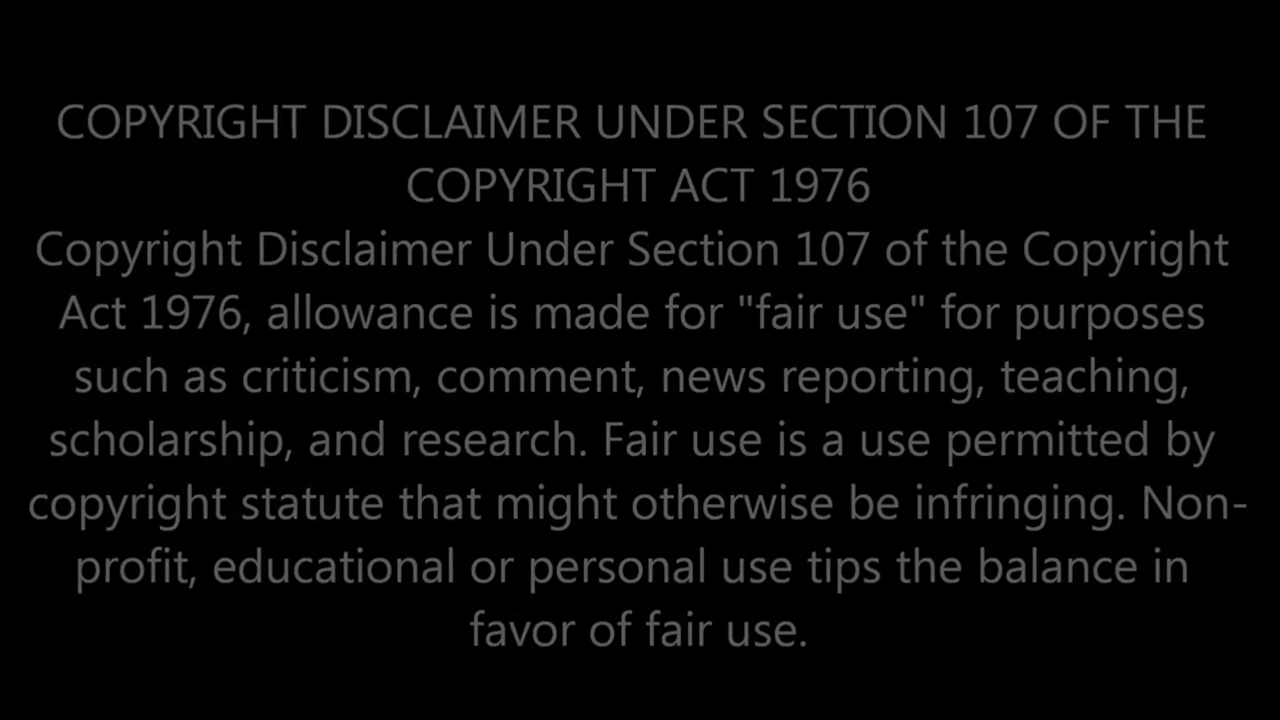 COPYRIGHT DISCLAIMER UNDER SECTION 107 OF THE
COPYRIGHT ACT 1976
Copyright Disclaimer Under Section 107 of the Copyright
Act 1976, allowance is made for "fair use" for purposes
such as criticism, comment, news reporting, teaching,
scholarship, and research. Fair use is a use permitted by
copyright statute that might otherwise be infringing. Non-
profit, educational or personal use tips the balance in
favor of fair use.